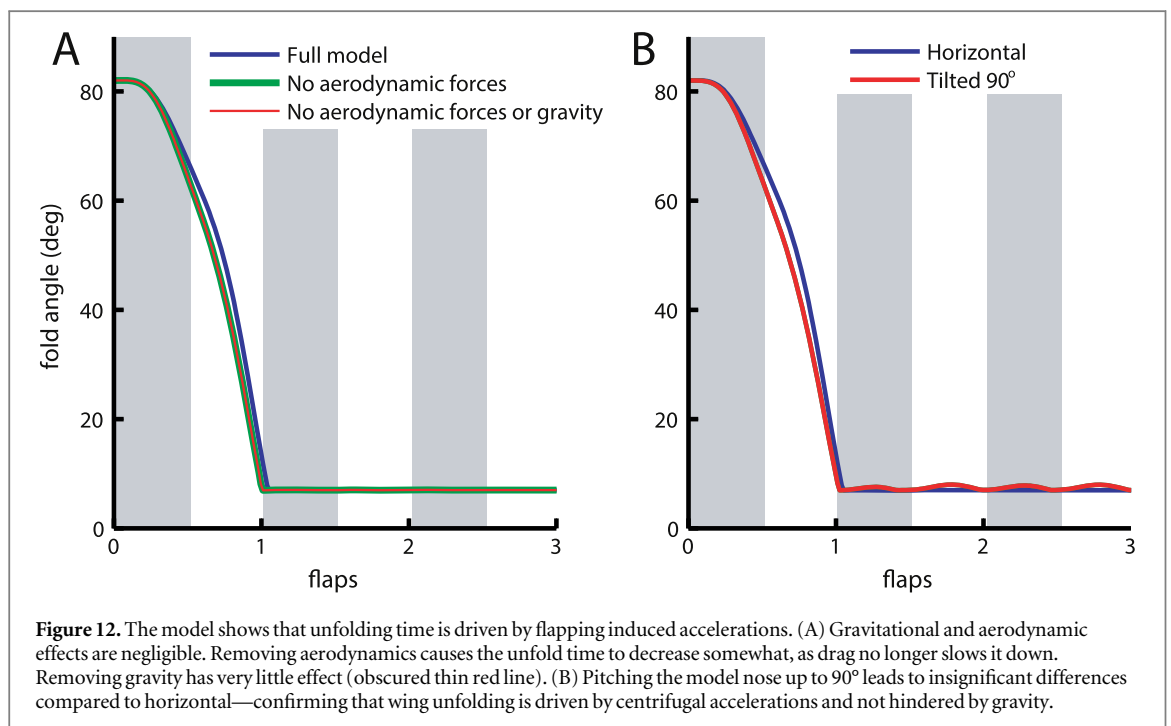 A
Full model
No aerodynamic forces
No aerodynamic forces or gravity
80
60
40
20
0
fold angle (deg)
0 1 2 3
flaps
B
Horizontal
Tilted 90°
80
60
40
20
0
0 1 2 3
flaps
Figure 12. The model shows that unfolding time is driven by flapping induced accelerations. (A) Gravitational and aerodynamic
effects are negligible. Removing aerodynamics causes the unfold time to decrease somewhat, as drag no longer slows it down.
Removing gravity has very little effect (obscured thin red line). (B) Pitching the model nose up to 90° leads to insignificant differences
compared to horizontal—confirming that wing unfolding is driven by centrifugal accelerations and not hindered by gravity.